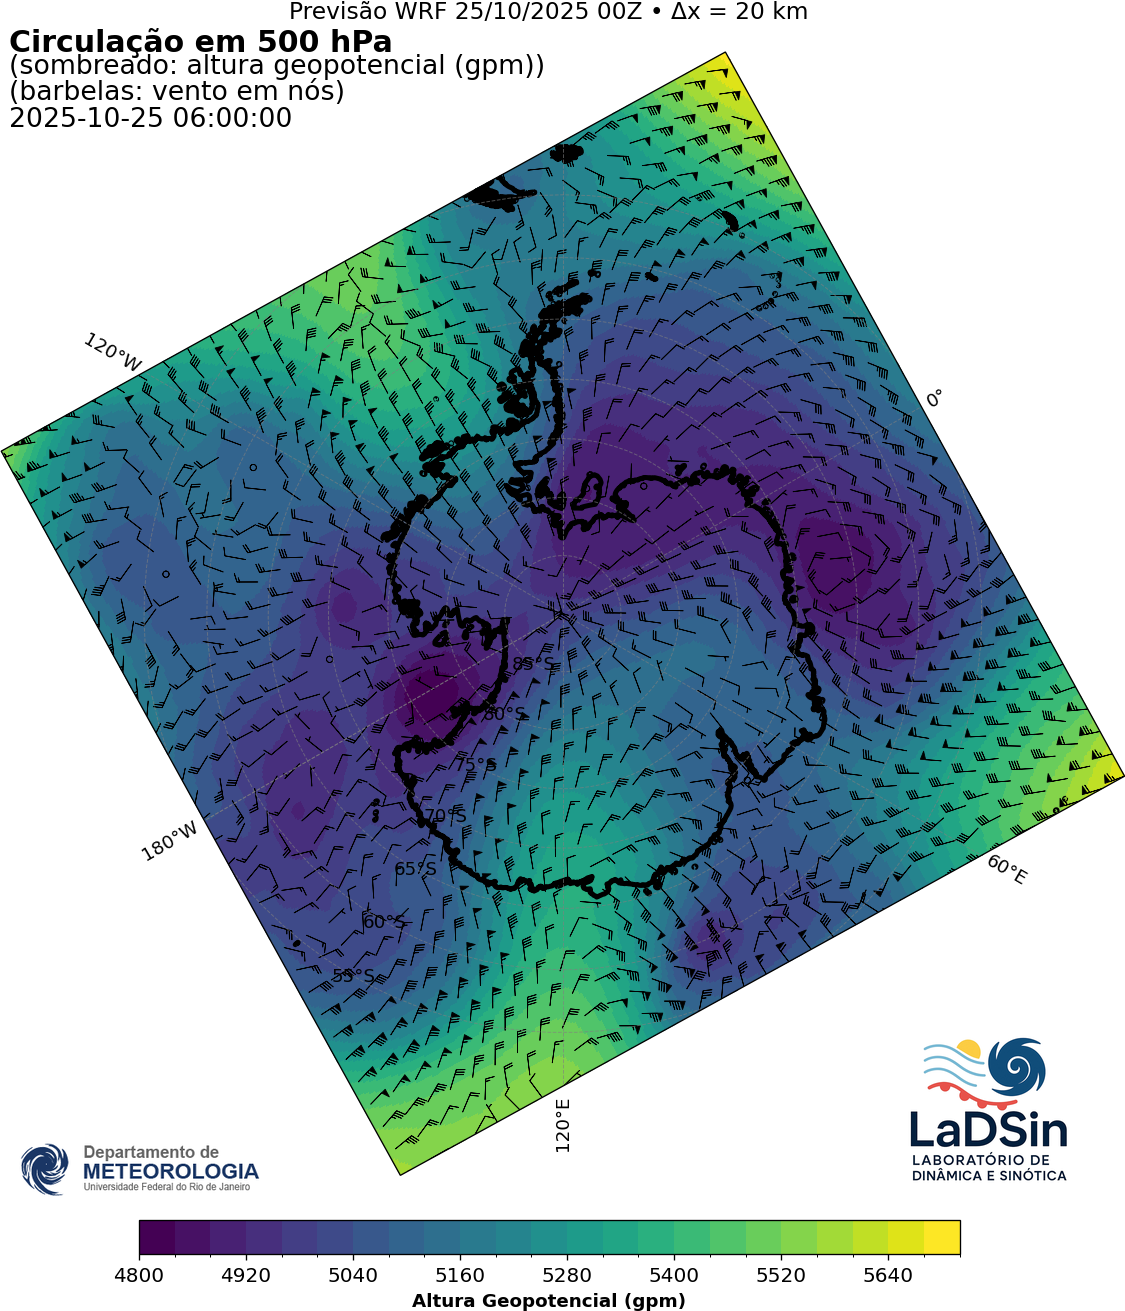 Previsão WRF 25/10/2025 00Z • Δx = 20 km
Circulação em 500 hPa
(sombreado: altura geopotencial (gpm))
(barbelas: vento em nós)
2025-10-25 06:00:00
120°W
0°
85°S
80°S
75°S
70°S
180°W
65°S
60°E
60°S
55°S
120°E
LaDSin
LABORATÓRIO DE
DINÂMICA E SINÓTICA
Departamento de
METEOROLOGIA
Universidade Federal do Rio de Janeiro
4800 4920 5040 5160 5280 5400 5520 5640
Altura Geopotencial (gpm)